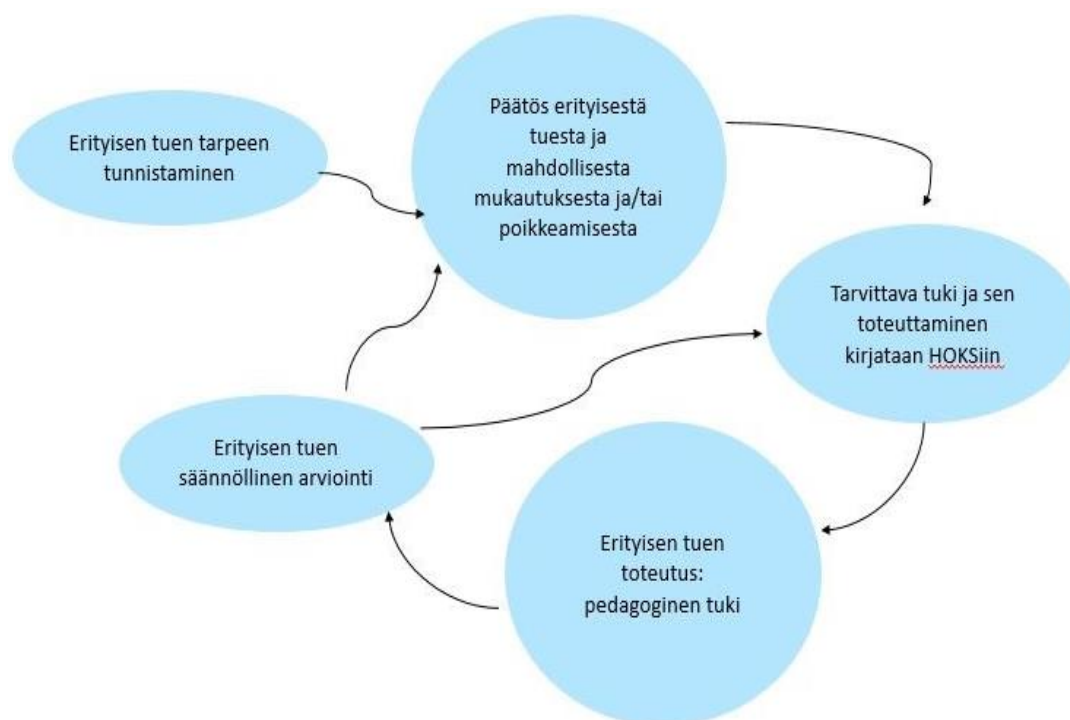 Erityisen tuen tarpeen
tunnistaminen
Päätös erityisestä
tuesta ja
mahdollisesta
mukautuksesta ja/tai
poikkeamisesta
Tarvittava tuki ja sen
toteuttaminen
kirjataan HOKSiin
Erityisen tuen
toteutus:
pedagoginen tuki
Erityisen tuen
säännöllinen arviointi